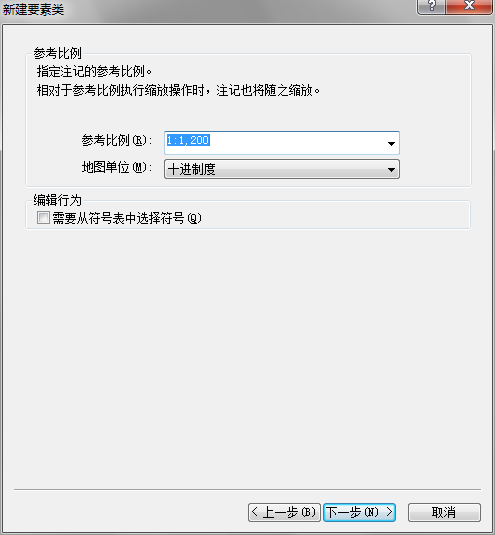 新建要素类
?
参考比例
指定注记的参考比例。
相对于参考比例执行缩放操作时，注记也将随之缩放。
参考比例(R): 1:1,200
地图单位(M): 十进制度
编辑行为
需要从符号表中选择符号(Q)
< 上一步(B) 下一步(N) > 取消